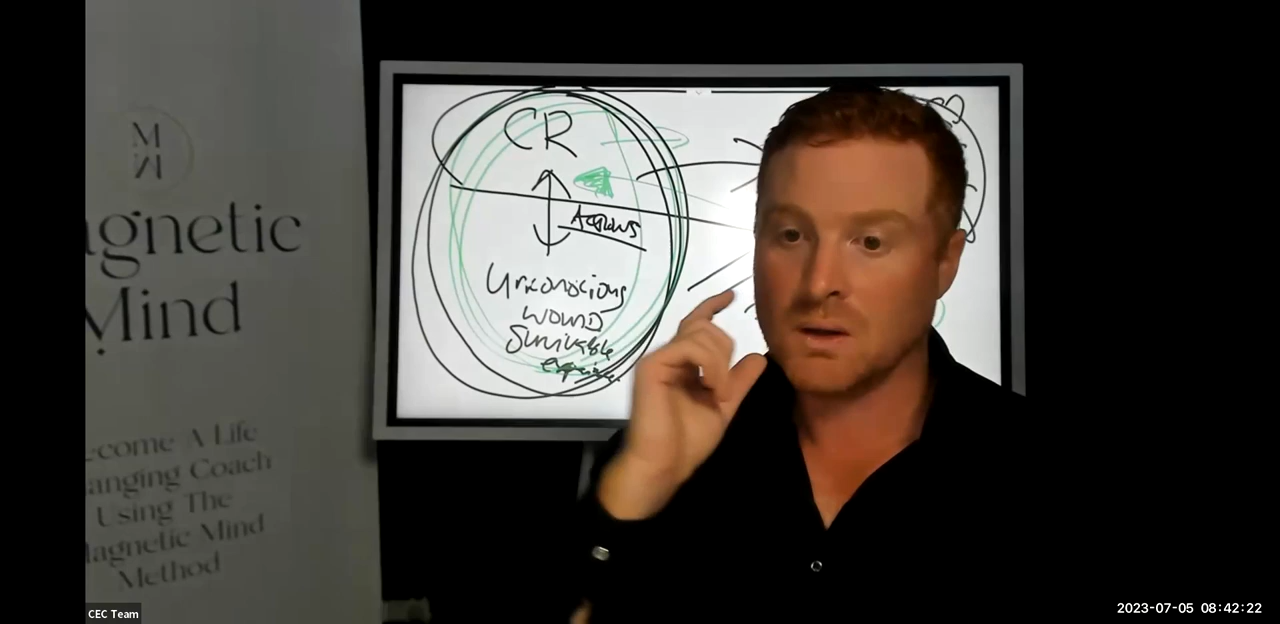 M
N
agnetic
Mind
ecome A Life
anging Coach
Using The
Magnetic Mind
Method
CR
Actions
Unconscious
WOUND
Survivable
CEC Team
2023-07-05 08:42:22